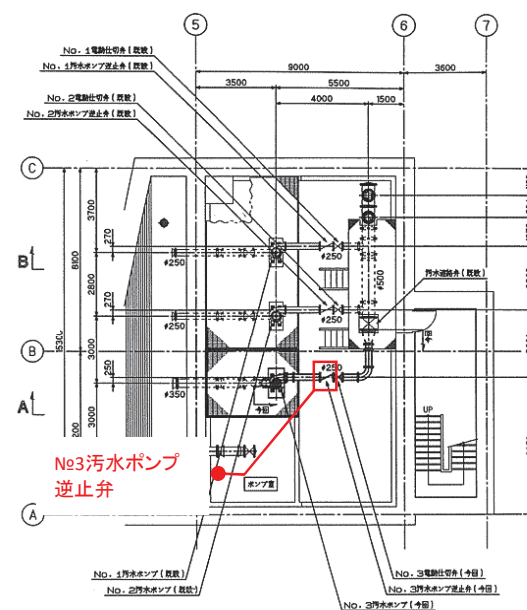 5
6
7
No. 1電動仕切弁(既設)
No. 1汚水ポンプ逆止弁(既設)
No. 2電動仕切弁(既設)
No. 2汚水ポンプ逆止弁(既設)
9000
3600
3500
5500
4000
1500
C
3700
270
B
φ250
φ250
φ500
8100
2800
汚水連絡弁(既設)
270
φ250
φ250
今回
B
3000
250
φ250
A
φ350
今回
3000
UP
№3汚水ポンプ
逆止弁
ポンプ室
A
No. 1汚水ポンプ(既設)
No. 2汚水ポンプ(既設)
No. 3電動仕切弁(今回)
No. 3汚水ポンプ逆止弁(今回)
No. 3汚水ポンプ(今回)